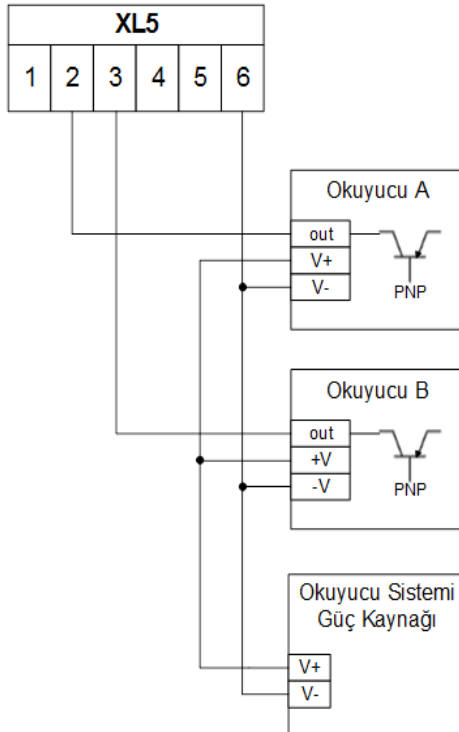 XL5
1 2 3 4 5 6
Okuyucu A
out
V+
V-
PNP
Okuyucu B
out
+V
-V
PNP
Okuyucu Sistemi
Güç Kaynağı
V+
V-